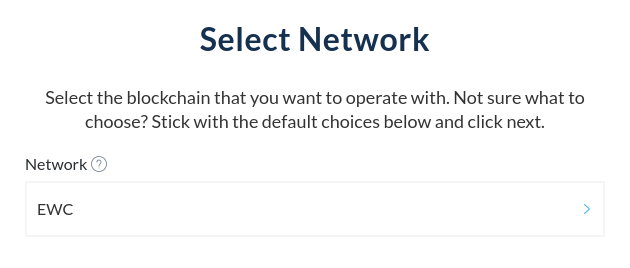 Select Network
Select the blockchain that you want to operate with. Not sure what to
choose? Stick with the default choices below and click next.
Network ?
EWC